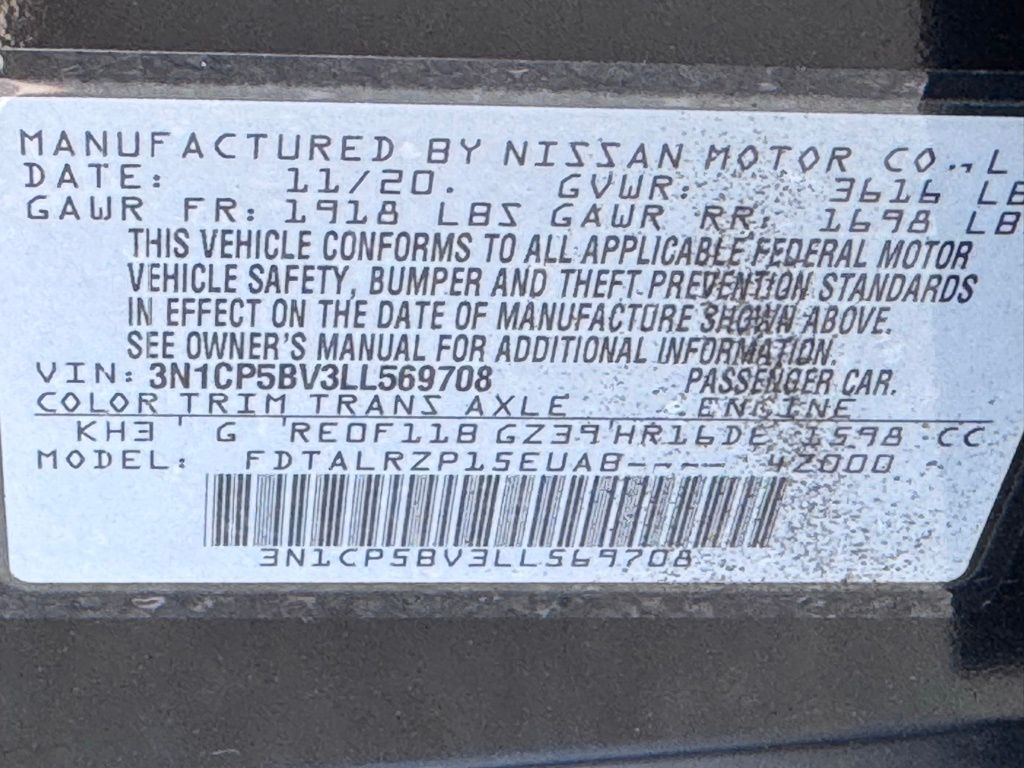 MANUFACTURED BY NISSAN MOTOR CO., L
DATE: 11/20. GVWR: 3616 LB
GAWR FR: 1918 LBS GAWR RR: 1698 LB
THIS VEHICLE CONFORMS TO ALL APPLICABLE FEDERAL MOTOR
VEHICLE SAFETY, BUMPER AND THEFT PREVENTION STANDARDS
IN EFFECT ON THE DATE OF MANUFACTURE SHOWN ABOVE.
SEE OWNER'S MANUAL FOR ADDITIONAL INFORMATION.
VIN: 3N1CP5BV3LL569708 PASSENGER CAR.
COLOR TRIM TRANS AXLE ENGINE
KH3 G RE0F11B GZ39 HR16DE 1598 CC
MODEL: FDTALRZP15EUAB---- 4Z000
3N1CP5BV3LL569708